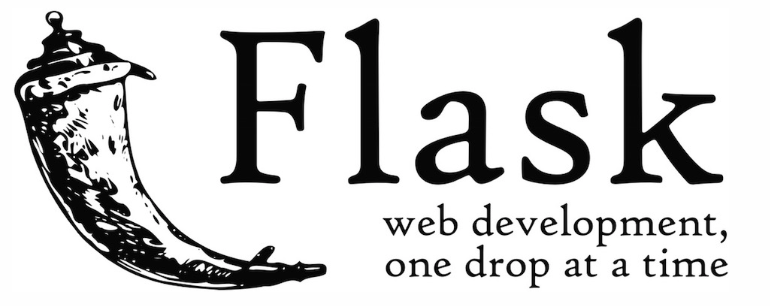 Flask
web development,
one drop at a time